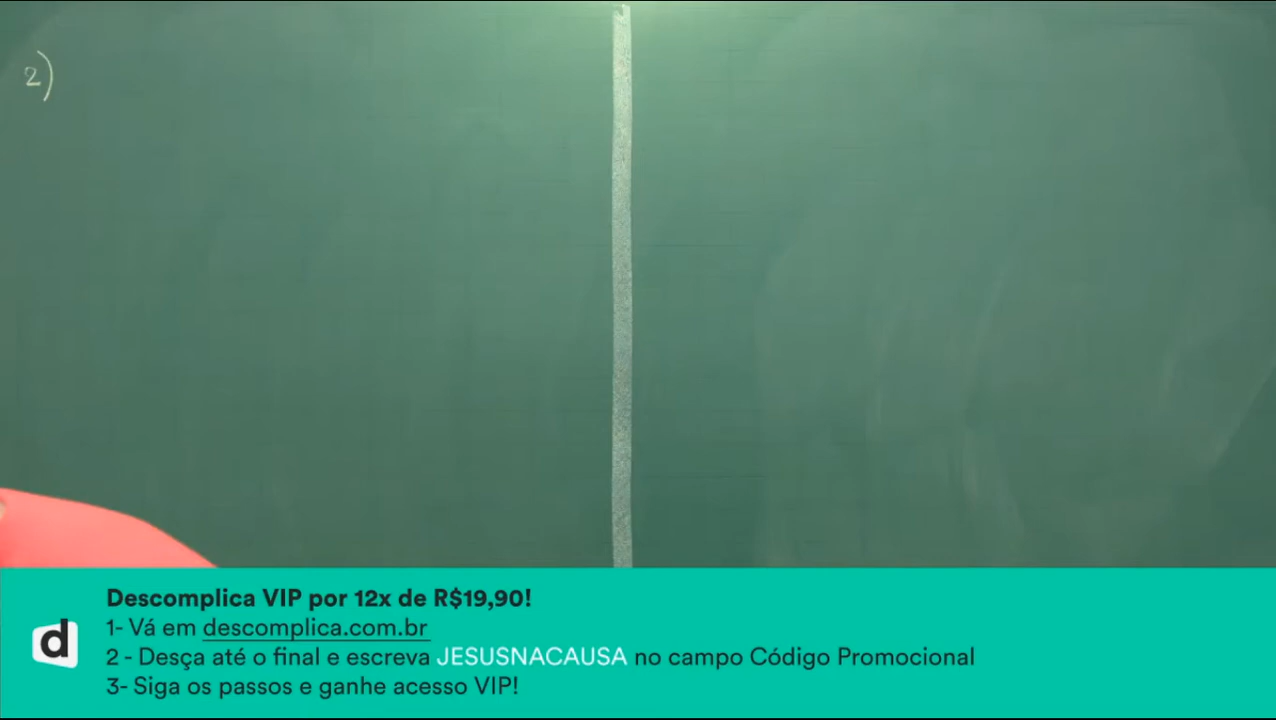 2)
Descomplica VIP por 12x de R$19,90!
1- Vá em descomplica.com.br
d
2 - Desça até o final e escreva JESUSNACAUSA no campo Código Promocional
3- Siga os passos e ganhe acesso VIP!